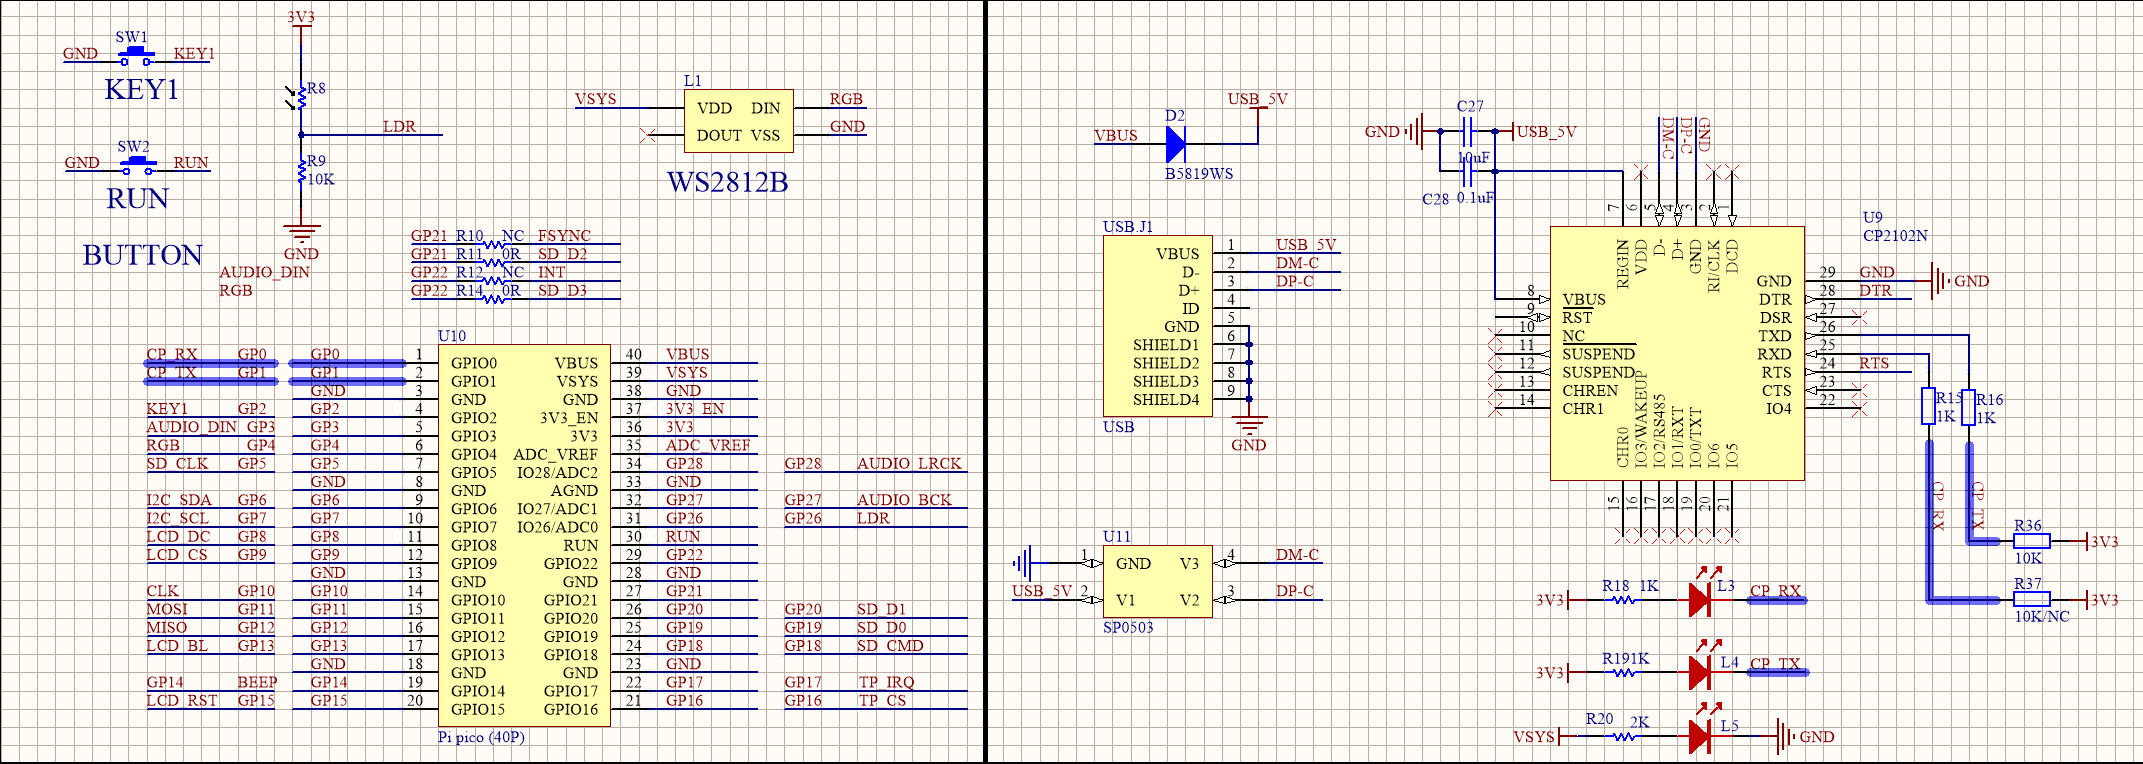 3V3
SW1
GND KEY1
KEY1
R8
LDR
SW2
GND RUN
RUN
R9
10K
GND
BUTTON
AUDIO_DIN
RGB
L1
VSYS VDD DIN RGB
DOUT VSS GND
WS2812B
GP21 R10 NC FSYNC
GP21 R11 0R SD_D2
GP22 R12 NC INT
GP22 R14 0R SD_D3
U10
CP_RX GP0 GP0 1 GPIO0 VBUS 40 VBUS
CP_TX GP1 GP1 2 GPIO1 VSYS 39 VSYS
GND 3 GND GND 38 GND
KEY1 GP2 GP2 4 GPIO2 3V3_EN 37 3V3_EN
AUDIO_DIN GP3 GP3 5 GPIO3 3V3 36 3V3
RGB GP4 GP4 6 GPIO4 ADC_VREF 35 ADC_VREF
SD_CLK GP5 GP5 7 GPIO5 IO28/ADC2 34 GP28 GP28 AUDIO_LRCK
GND 8 GND AGND 33 GND
I2C_SDA GP6 GP6 9 GPIO6 IO27/ADC1 32 GP27 GP27 AUDIO_BCK
I2C_SCL GP7 GP7 10 GPIO7 IO26/ADC0 31 GP26 GP26 LDR
LCD_DC GP8 GP8 11 GPIO8 RUN 30 RUN
LCD_CS GP9 GP9 12 GPIO9 GPIO22 29 GP22
GND 13 GND GND 28 GND
CLK GP10 GP10 14 GPIO10 GPIO21 27 GP21
MOSI GP11 GP11 15 GPIO11 GPIO20 26 GP20 GP20 SD_D1
MISO GP12 GP12 16 GPIO12 GPIO19 25 GP19 GP19 SD_D0
LCD_BL GP13 GP13 17 GPIO13 GPIO18 24 GP18 GP18 SD_CMD
GND 18 GND GND 23 GND
GP14 BEEP GP14 19 GPIO14 GPIO17 22 GP17 GP17 TP_IRQ
LCD_RST GP15 GP15 20 GPIO15 GPIO16 21 GP16 GP16 TP_CS
Pi pico (40P)
USB_5V
D2
VBUS
B5819WS
USB.J1
VBUS 1 USB_5V
D- 2 DM-C
D+ 3 DP-C
ID 4
GND 5
SHIELD1 6
SHIELD2 7
SHIELD3 8
SHIELD4 9
USB
GND
U11
1 GND V3 4 DM-C
USB_5V 2 V1 V2 3 DP-C
SP0503
C27
GND USB_5V
10uF
C28 0.1uF
DM-C
DP-C
GND
7 6 5 4 3 2 1
REGIN
VDD
D-
D+
GND
RI/CLK
DCD
U9
CP2102N
GND 29 GND GND
8 VBUS DTR 28 DTR
9 RST DSR 27
10 NC TXD 26
11 SUSPEND RXD 25
12 SUSPEND RTS 24 RTS
13 CHREN CTS 23
14 CHR1 IO4 22
CHR0
IO3/WAKEUP
IO2/RS485
IO1/RXT
IO0/TXT
IO6
IO5
15 16 17 18 19 20 21
R15
1K
R16
1K
CP_RX
CP_TX
R36
3V3
10K
R37
3V3
10K/NC
R18 1K L3
3V3 CP_RX
R19 1K L4
3V3 CP_TX
R20 2K L5
VSYS GND